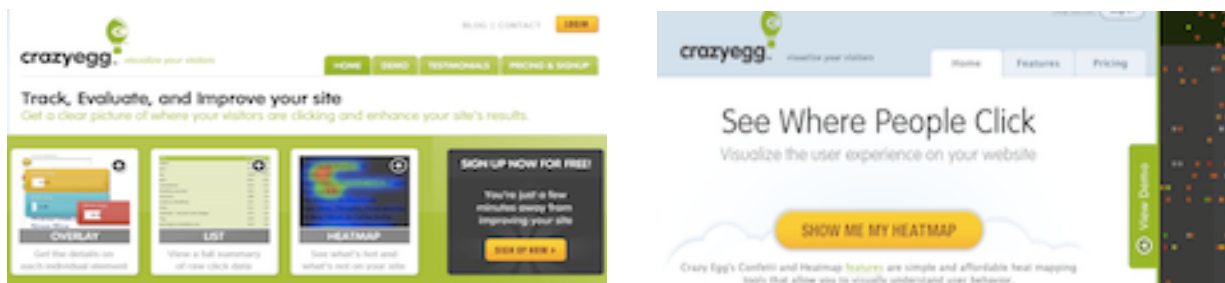 BLOG | CONTACT LOGIN
crazyegg visualize your visitors
HOME DEMO TESTIMONIALS PRICING & SIGNUP
Track, Evaluate, and Improve your site
Get a clear picture of where your visitors are clicking and enhance your site's results.
OVERLAY
Get the details on
each individual element
LIST
View a full summary
of raw click data
HEATMAP
See what's hot and
what's not on your site
SIGN UP NOW FOR FREE!
You're just a few
minutes away from
improving your site
SIGN UP NOW »
crazyegg visualize your visitors
Home Features Pricing
See Where People Click
Visualize the user experience on your website
SHOW ME MY HEATMAP
Crazy Egg's Confetti and Heatmap features are simple and affordable heat mapping
tools that allow you to visually understand user behavior.
View Demo